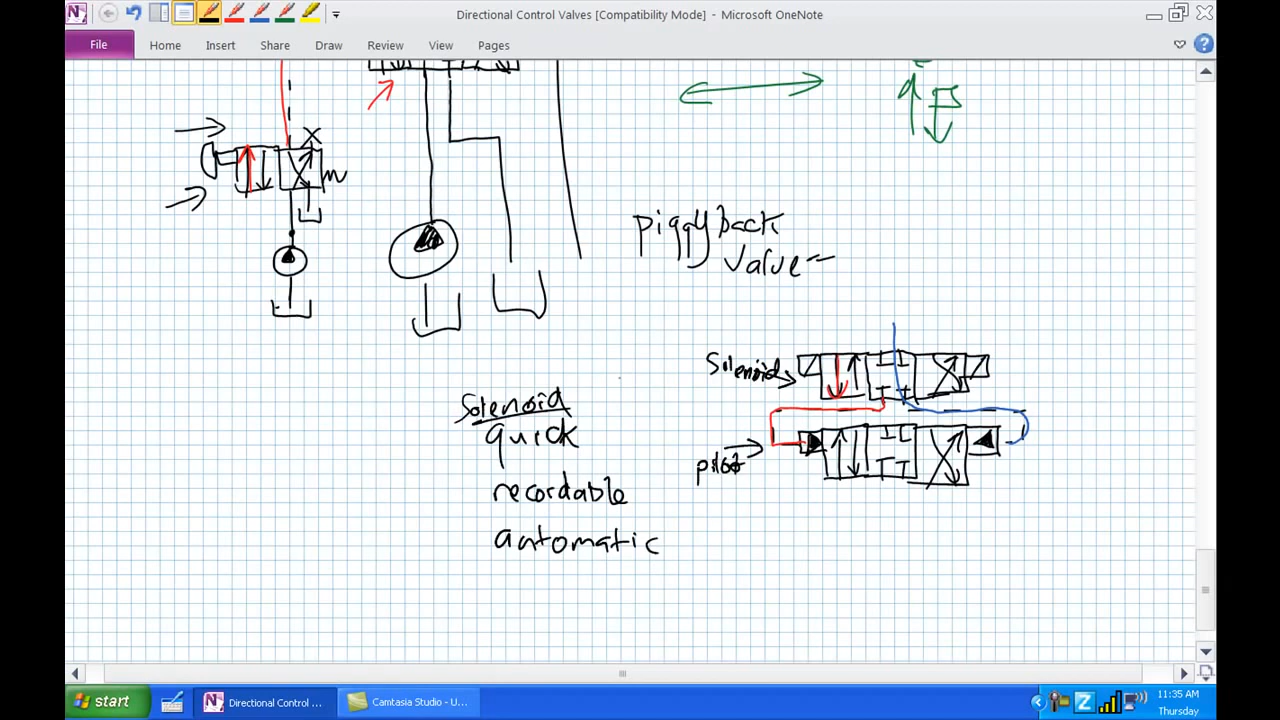 Directional Control Valves [Compatibility Mode] - Microsoft OneNote
File Home Insert Share Draw Review View Pages
x
m
Piggyback
Valve
Solenoid
Solenoid
quick
recordable
automatic
pilot
start
Directional Control ...
Camtasia Studio - U...
11:35 AM
Thursday